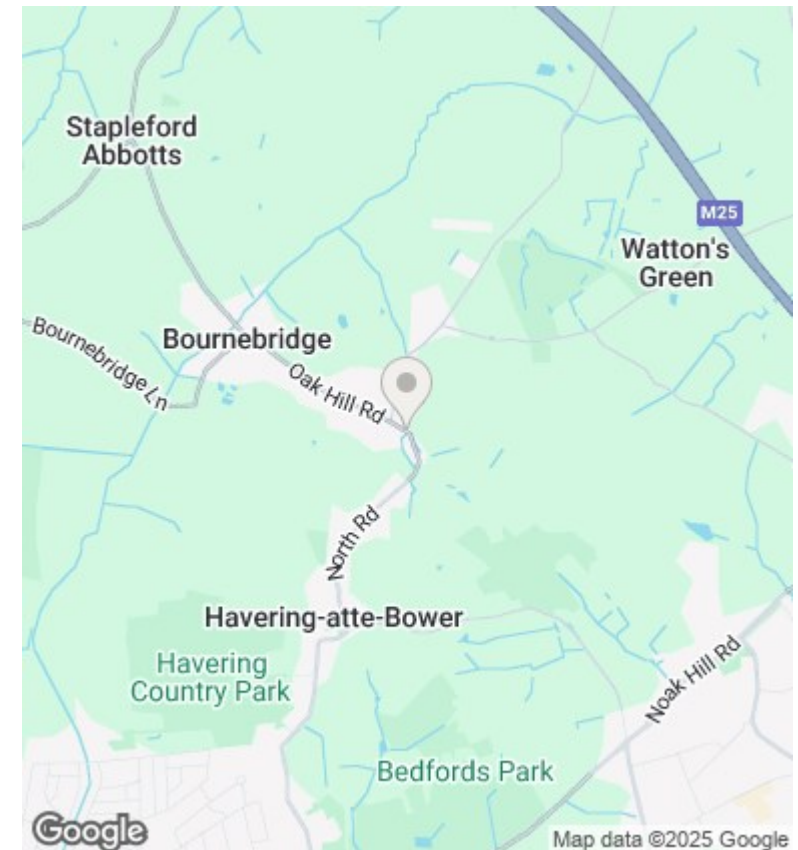 Stapleford
Abbotts
M25
Watton's
Green
Bournebridge
Bournebridge Ln
Oak Hill Rd
North Rd
Havering-atte-Bower
Havering
Country Park
Noak Hill Rd
Bedfords Park
Google
Map data ©2025 Google